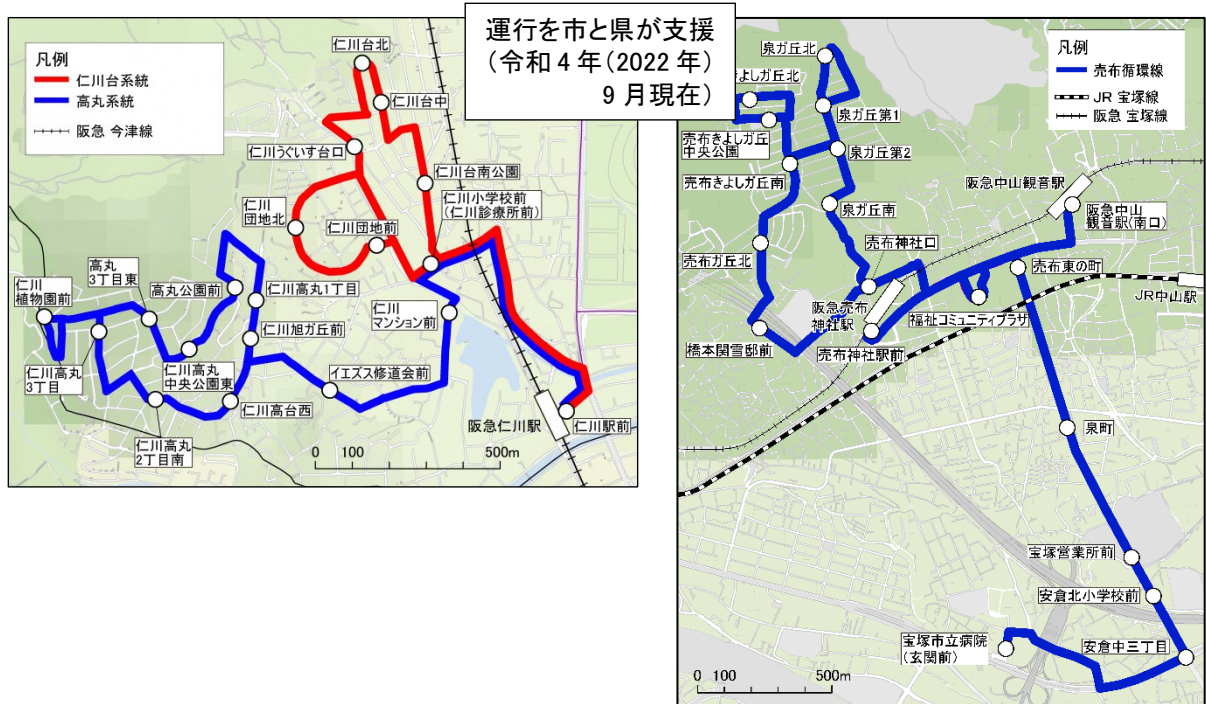 運行を市と県が支援
(令和4年(2022年)
9月現在)
凡例
仁川台系統
高丸系統
阪急 今津線
仁川台北
仁川台中
仁川うぐいす台口
仁川台南公園
仁川小学校前
(仁川診療所前)
仁川
団地北
仁川団地前
高丸
3丁目東
高丸公園前
仁川高丸1丁目
仁川
植物園前
仁川旭ガ丘前
仁川
マンション前
仁川高丸
3丁目
仁川高丸
中央公園東
イエズス修道会前
仁川高台西
仁川高丸
2丁目南
阪急仁川駅
仁川駅前
0 100 500m
凡例
売布循環線
JR 宝塚線
阪急 宝塚線
泉ガ丘北
きよしガ丘北
泉ガ丘第1
売布きよしガ丘
中央公園
泉ガ丘第2
売布きよしガ丘南
阪急中山観音駅
泉ガ丘南
阪急中山
観音駅(南口)
売布神社口
売布ガ丘北
売布東の町
JR中山駅
阪急売布
神社駅
福祉コミュニティプラザ
橋本関雪邸前
売布神社駅前
泉町
宝塚営業所前
安倉北小学校前
宝塚市立病院
(玄関前)
安倉中三丁目
0 100 500m